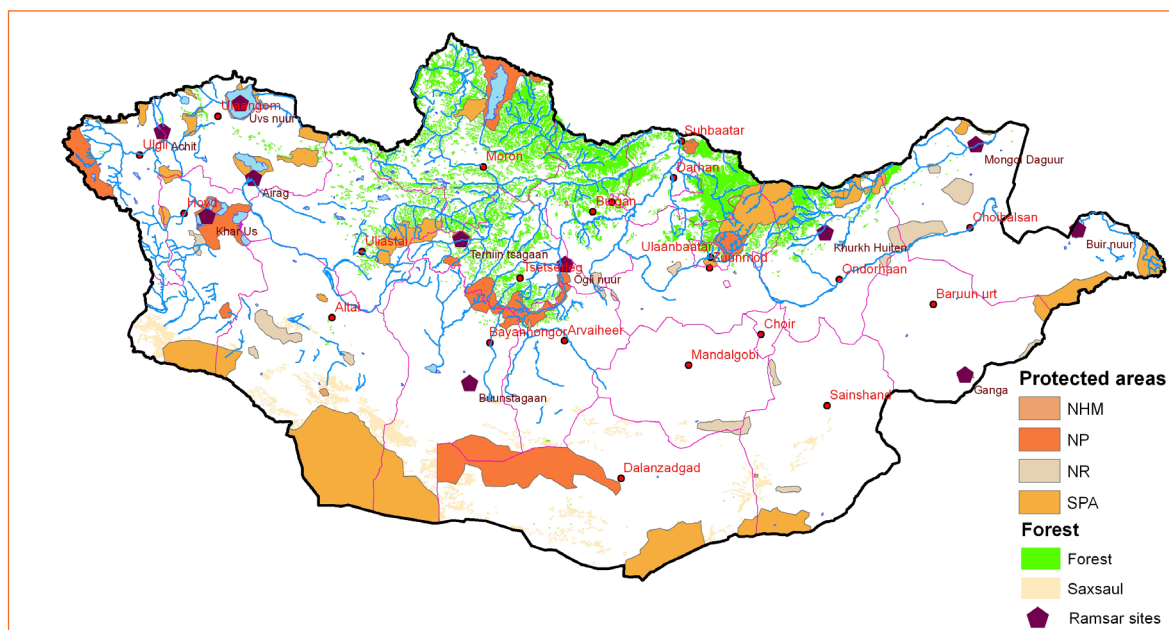 Ulaangom
Uvs nuur
Ulgii
Achit
Airag
Hovd
Khar Us
Uliastai
Altai
Moron
Terhiin tsagaan
Tsetserleg
Ogii nuur
Bulgan
Suhbaatar
Darhan
Ulaanbaatar
Zuunmod
Khurkh Huiten
Ondorhaan
Mongol Daguur
Choibalsan
Buir nuur
Baruun urt
Bayanhongor
Arvaiheer
Choir
Mandalgobi
Buunstagaan
Ganga
Sainshand
Dalanzadgad
Protected areas
NHM
NP
NR
SPA
Forest
Forest
Saxsaul
Ramsar sites